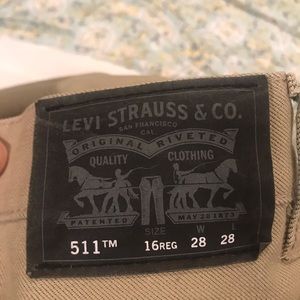 LEVI STRAUSS & CO.
SAN FRANCISCO
CAL
ORIGINAL RIVETED
QUALITY CLOTHING
PATENTED MAY 20 1873
SIZE W L
511™ 16REG 28 28